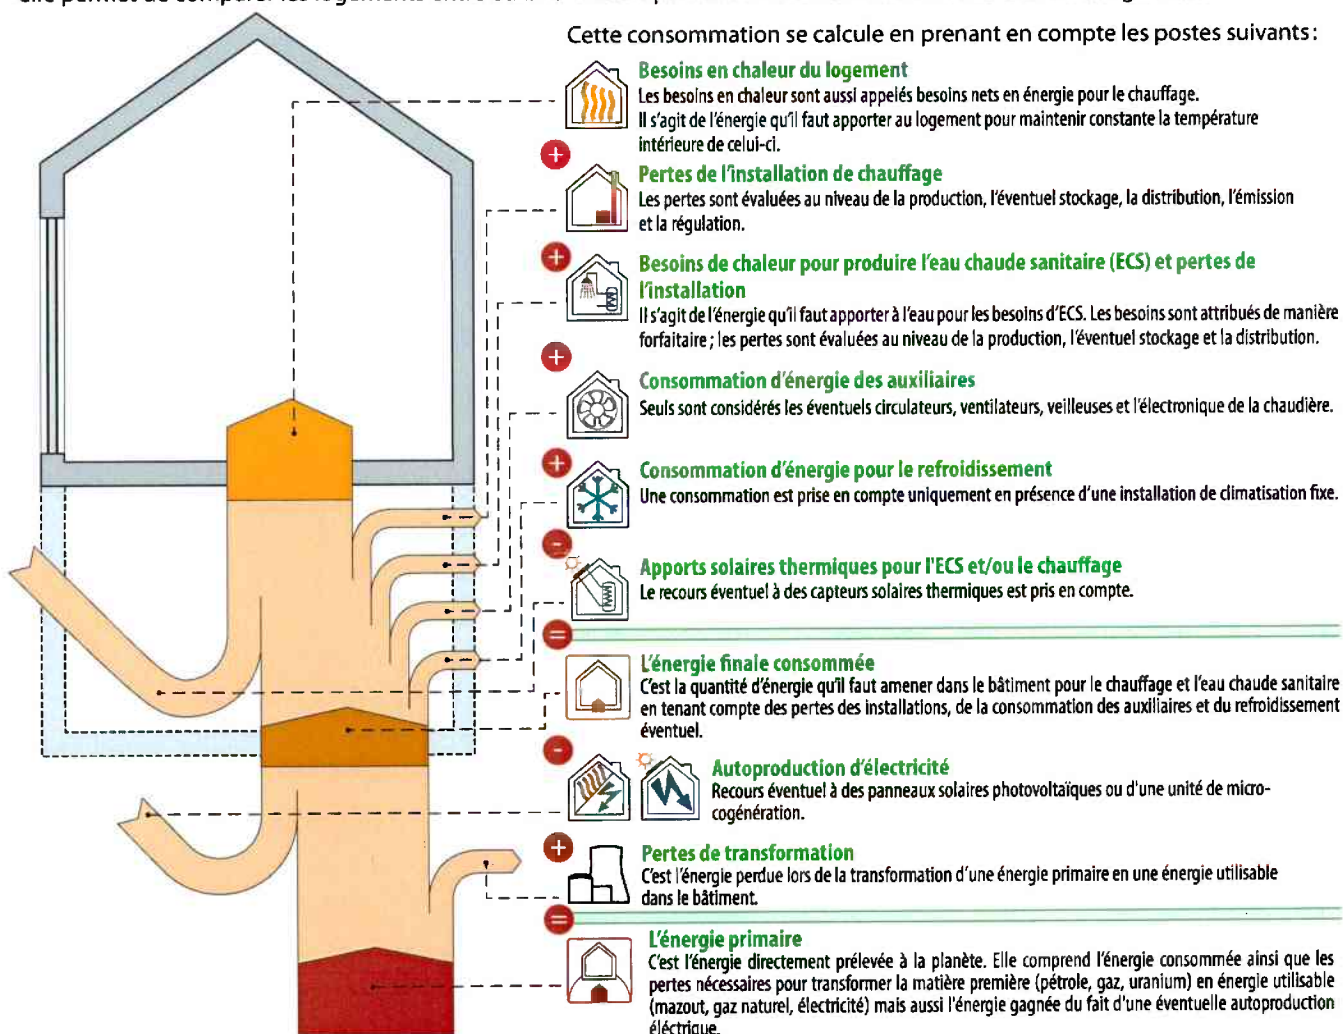 Cette consommation se calcule en prenant en compte les postes suivants :
Besoins en chaleur du logement
Les besoins en chaleur sont aussi appelés besoins nets en énergie pour le chauffage.
Il s'agit de l'énergie qu'il faut apporter au logement pour maintenir constante la température
intérieure de celui-ci.
+
Pertes de l'installation de chauffage
Les pertes sont évaluées au niveau de la production, l'éventuel stockage, la distribution, l'émission
et la régulation.
+
Besoins de chaleur pour produire l'eau chaude sanitaire (ECS) et pertes de
l'installation
Il s'agit de l'énergie qu'il faut apporter à l'eau pour les besoins d'ECS. Les besoins sont attribués de manière
forfaitaire ; les pertes sont évaluées au niveau de la production, l'éventuel stockage et la distribution.
+
Consommation d'énergie des auxiliaires
Seuls sont considérés les éventuels circulateurs, ventilateurs, veilleuses et l'électronique de la chaudière.
+
Consommation d'énergie pour le refroidissement
Une consommation est prise en compte uniquement en présence d'une installation de climatisation fixe.
-
Apports solaires thermiques pour l'ECS et/ou le chauffage
Le recours éventuel à des capteurs solaires thermiques est pris en compte.
=
L'énergie finale consommée
C'est la quantité d'énergie qu'il faut amener dans le bâtiment pour le chauffage et l'eau chaude sanitaire
en tenant compte des pertes des installations, de la consommation des auxiliaires et du refroidissement
éventuel.
-
Autoproduction d'électricité
Recours éventuel à des panneaux solaires photovoltaïques ou d'une unité de micro-
cogénération.
+
Pertes de transformation
C'est l'énergie perdue lors de la transformation d'une énergie primaire en une énergie utilisable
dans le bâtiment.
=
L'énergie primaire
C'est l'énergie directement prélevée à la planète. Elle comprend l'énergie consommée ainsi que les
pertes nécessaires pour transformer la matière première (pétrole, gaz, uranium) en énergie utilisable
(mazout, gaz naturel, électricité) mais aussi l'énergie gagnée du fait d'une éventuelle autoproduction
éléctrique.